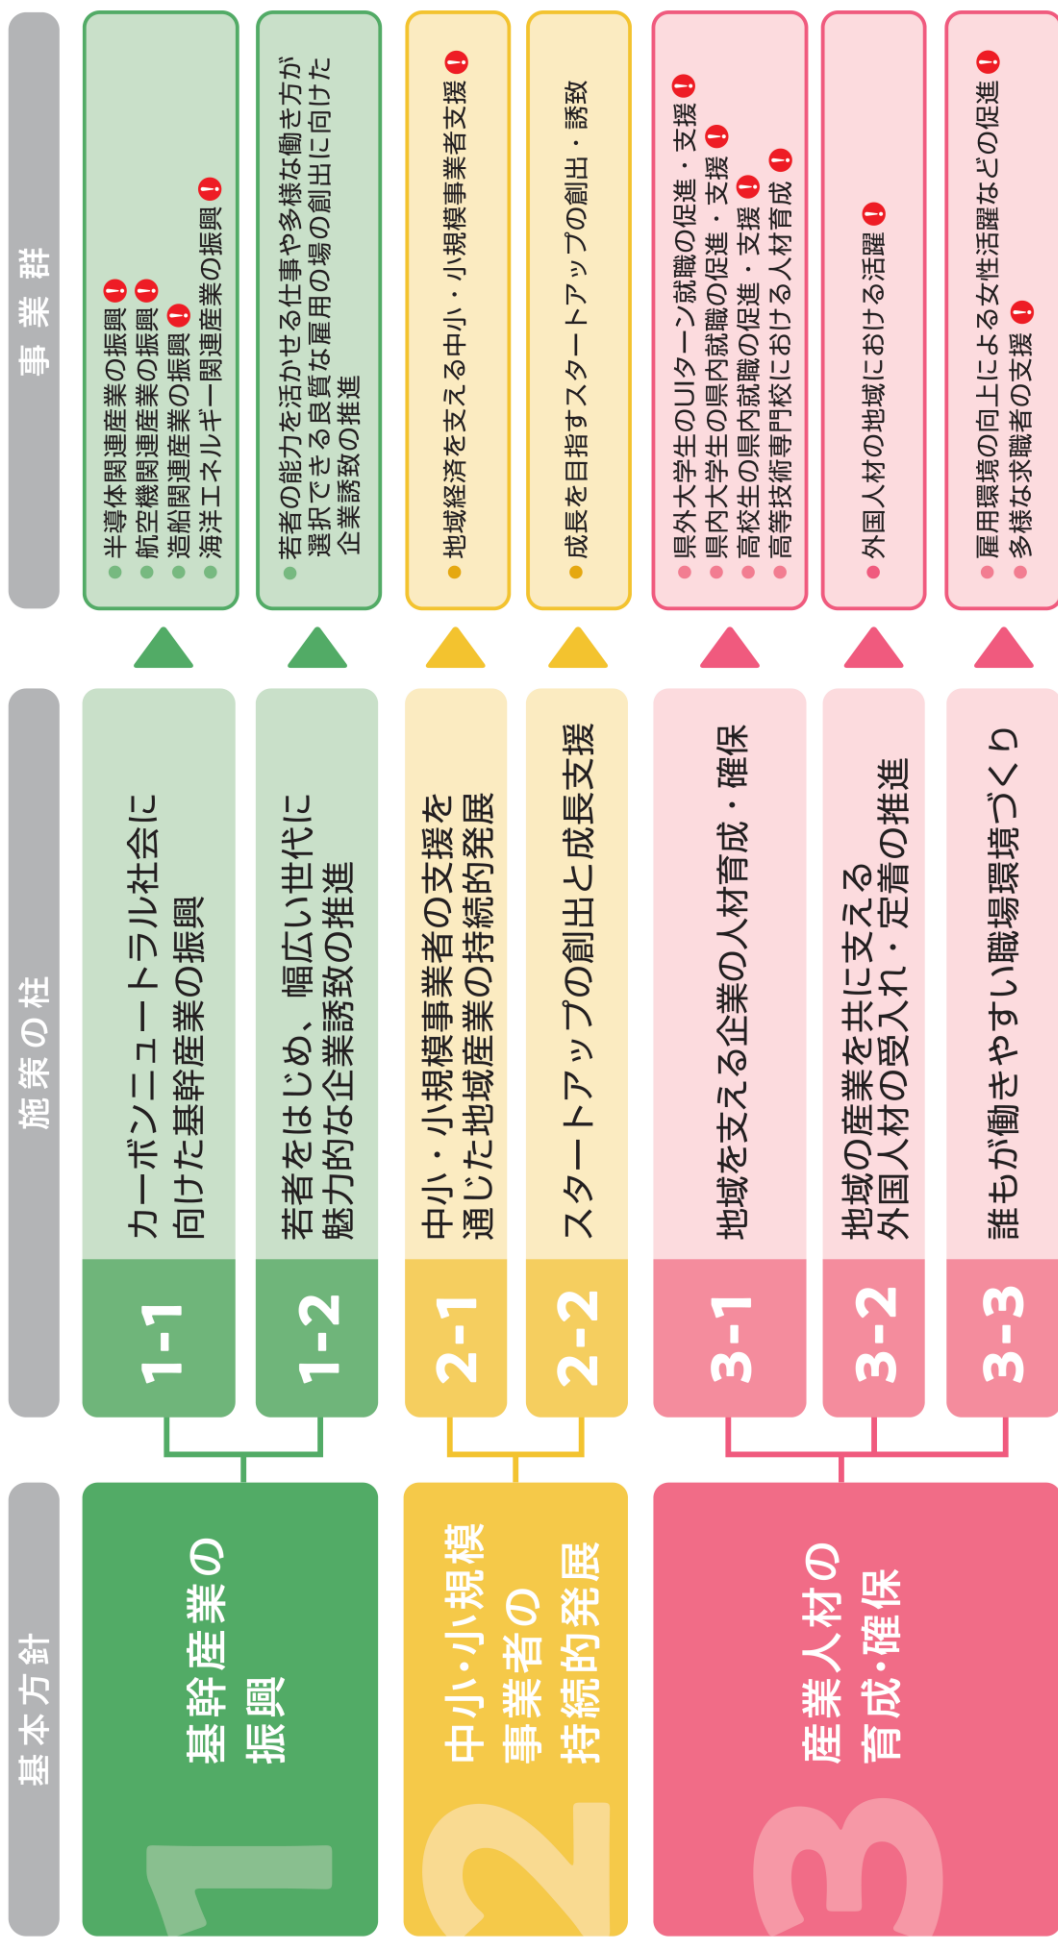 基本方針
施策の柱
事業群
1
基幹産業の
振興
1-1
カーボンニュートラル社会に
向けた基幹産業の振興
● 半導体関連産業の振興 !
● 航空機関連産業の振興 !
● 造船関連産業の振興 !
● 海洋エネルギー関連産業の振興 !
1-2
若者をはじめ、幅広い世代に
魅力的な企業誘致の推進
● 若者の能力を活かせる仕事や多様な働き方が
選択できる良質な雇用の場の創出に向けた
企業誘致の推進
2
中小・小規模
事業者の
持続的発展
2-1
中小・小規模事業者の支援を
通じた地域産業の持続的発展
● 地域経済を支える中小・小規模事業者支援 !
2-2
スタートアップの創出と成長支援
● 成長を目指すスタートアップの創出・誘致
3
産業人材の
育成・確保
3-1
地域を支える企業の人材育成・確保
● 県外大学生のUIターン就職の促進・支援 !
● 県内大学生の県内就職の促進・支援 !
● 高校生の県内就職の促進・支援 !
● 高等技術専門校における人材育成 !
3-2
地域の産業を共に支える
外国人材の受入れ・定着の推進
● 外国人材の地域における活躍 !
3-3
誰もが働きやすい職場環境づくり
● 雇用環境の向上による女性活躍などの促進 !
● 多様な求職者の支援 !